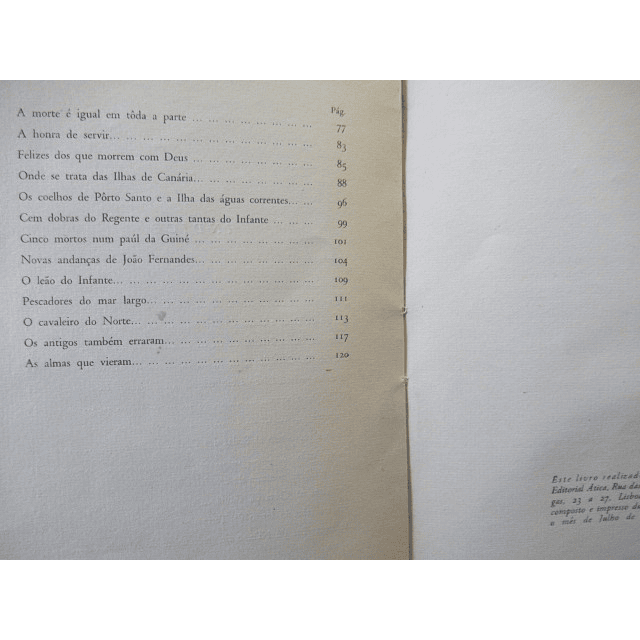 Pág.
A morte é igual em tôda a parte ... ... ... ... ... ... ... ... 77
A honra de servir... ... ... ... ... ... ... ... ... ... ... ... ... 83
Felizes dos que morrem com Deus ... ... ... ... ... ... ... ... 85
Onde se trata das Ilhas de Canária... ... ... ... ... ... ... ... 88
Os coelhos de Pôrto Santo e a Ilha das águas correntes... ... 96
Cem dobras do Regente e outras tantas do Infante ... ... ... 99
Cinco mortos num paúl da Guiné ... ... ... ... ... ... ... ... 101
Novas andanças de João Fernandes... ... ... ... ... ... ... ... 104
O leão do Infante... ... ... ... ... ... ... ... ... ... ... ... ... 109
Pescadores do mar largo... ... ... ... ... ... ... ... ... ... ... 111
O cavaleiro do Norte... ... ... ... ... ... ... ... ... ... ... ... 113
Os antigos também erraram... ... ... ... ... ... ... ... ... ... 117
As almas que vieram... ... ... ... ... ... ... ... ... ... ... ... 120
Este livro realizad
Editorial Ática, Rua das
gas, 23 a 27, Lisboa
composto e impresso du
o mês de Julho de